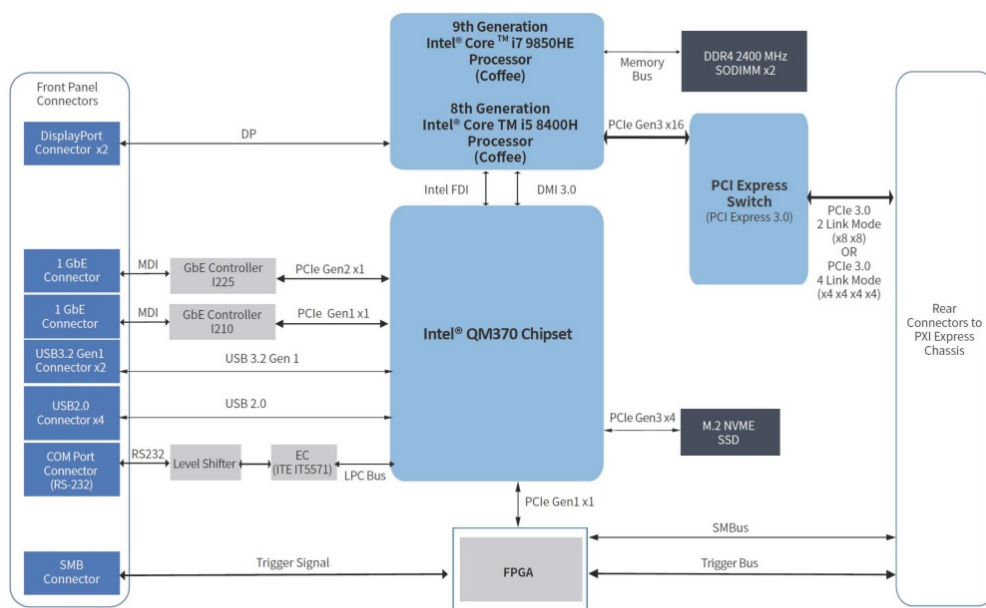 9th Generation
Intel® Core ™ i7 9850HE
Processor
(Coffee)
8th Generation
Intel® Core TM i5 8400H
Processor
(Coffee)
Memory
Bus
DDR4 2400 MHz
SODIMM x2
Front Panel
Connectors
DisplayPort
Connector x2
DP
PCIe Gen3 x16
PCI Express
Switch
(PCI Express 3.0)
Intel FDI
DMI 3.0
PCIe 3.0
2 Link Mode
(x8 x8)
OR
PCIe 3.0
4 Link Mode
(x4 x4 x4 x4)
1 GbE
Connector
MDI
GbE Controller
I225
PCIe Gen2 x1
1 GbE
Connector
MDI
GbE Controller
I210
PCIe Gen1 x1
Intel® QM370 Chipset
Rear
Connectors to
PXI Express
Chassis
USB3.2 Gen1
Connector x2
USB 3.2 Gen 1
USB2.0
Connector x4
USB 2.0
PCIe Gen3 x4
M.2 NVME
SSD
COM Port
Connector
(RS-232)
RS232
Level Shifter
EC
(ITE IT5571)
LPC Bus
PCIe Gen1 x1
SMBus
SMB
Connector
Trigger Signal
FPGA
Trigger Bus